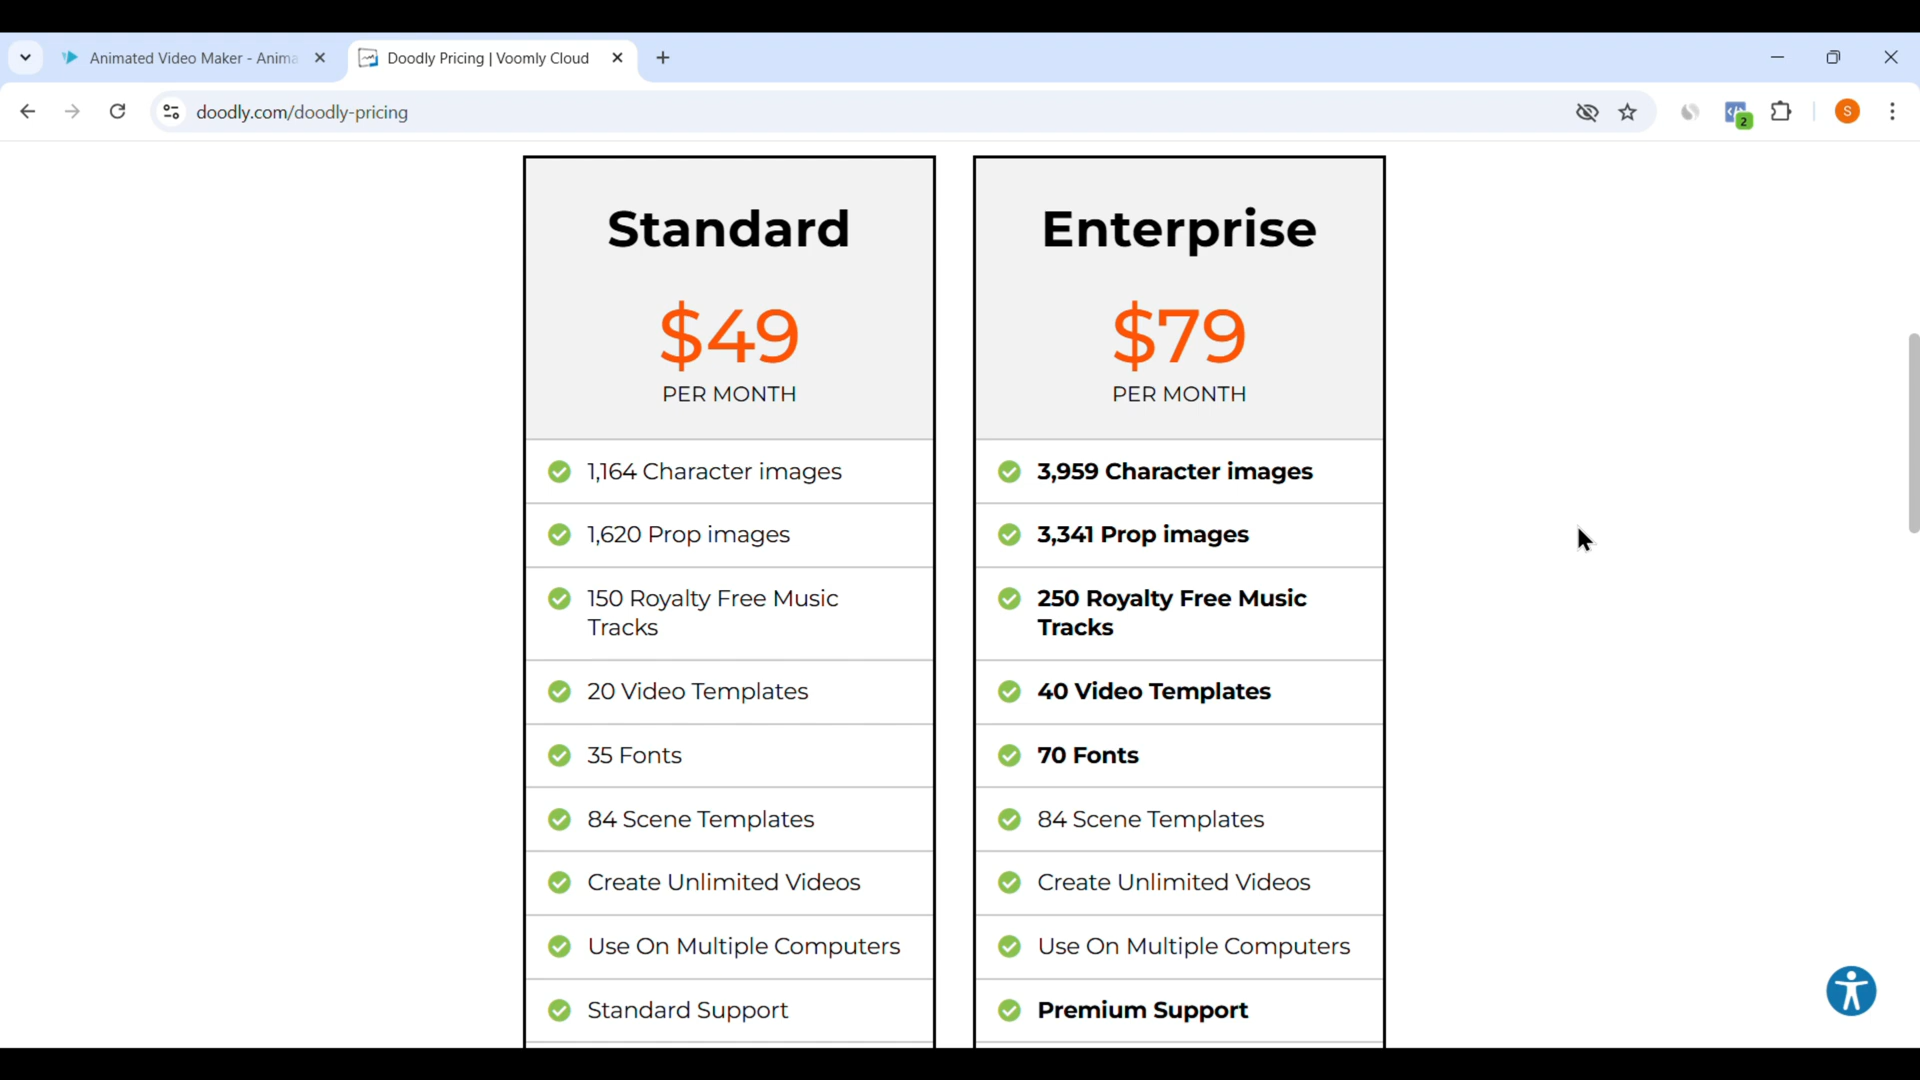 Animated Video Maker - Anima
Doodly Pricing | Voomly Cloud
doodly.com/doodly-pricing
2
S
Standard
$49
PER MONTH
1,164 Character images
1,620 Prop images
150 Royalty Free Music
Tracks
20 Video Templates
35 Fonts
84 Scene Templates
Create Unlimited Videos
Use On Multiple Computers
Standard Support
Enterprise
$79
PER MONTH
3,959 Character images
3,341 Prop images
250 Royalty Free Music
Tracks
40 Video Templates
70 Fonts
84 Scene Templates
Create Unlimited Videos
Use On Multiple Computers
Premium Support